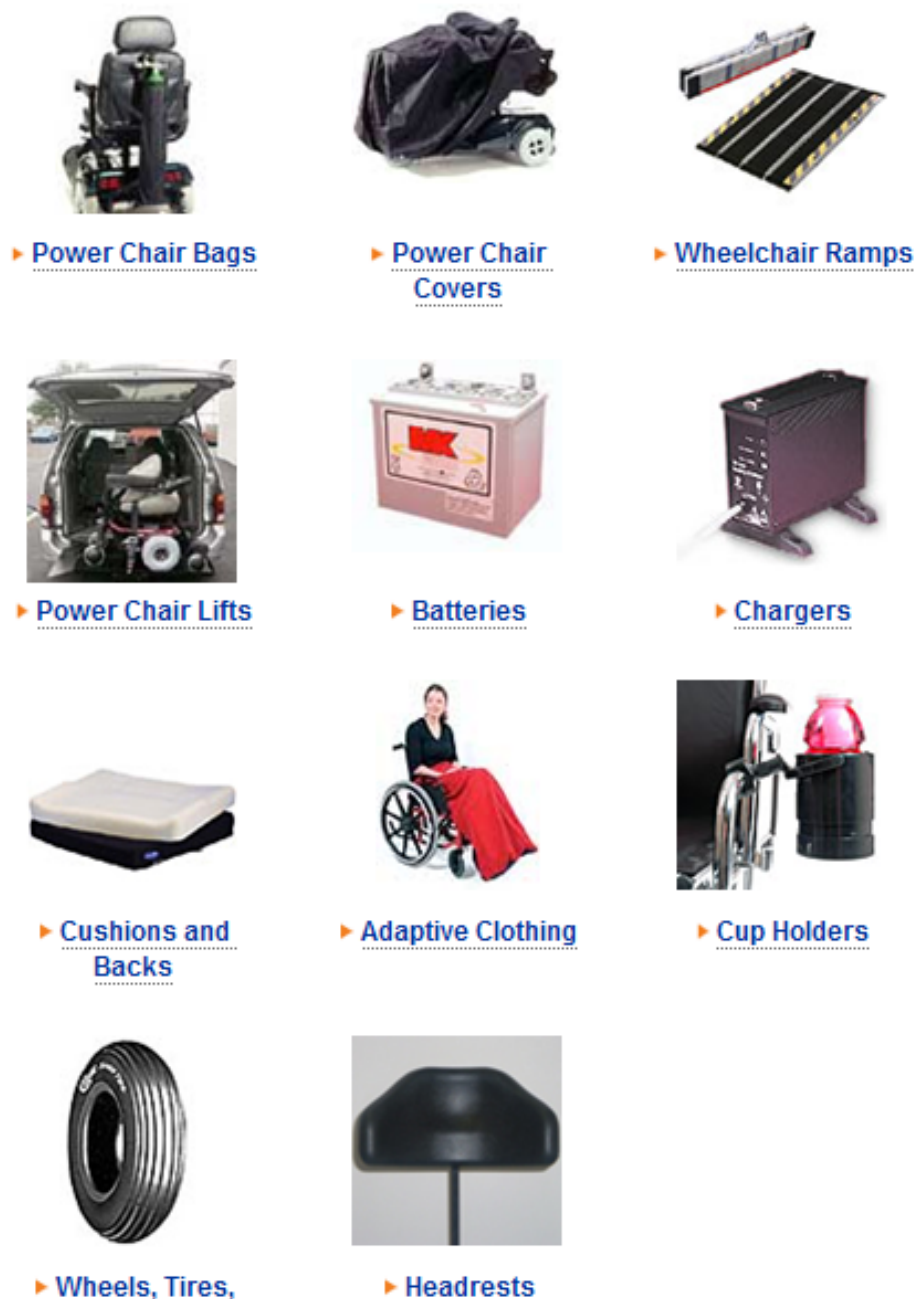 Power Chair Bags
Power Chair
Covers
Wheelchair Ramps
MK
Power Chair Lifts
Batteries
Chargers
Cushions and
Backs
Adaptive Clothing
Cup Holders
Wheels, Tires,
Headrests